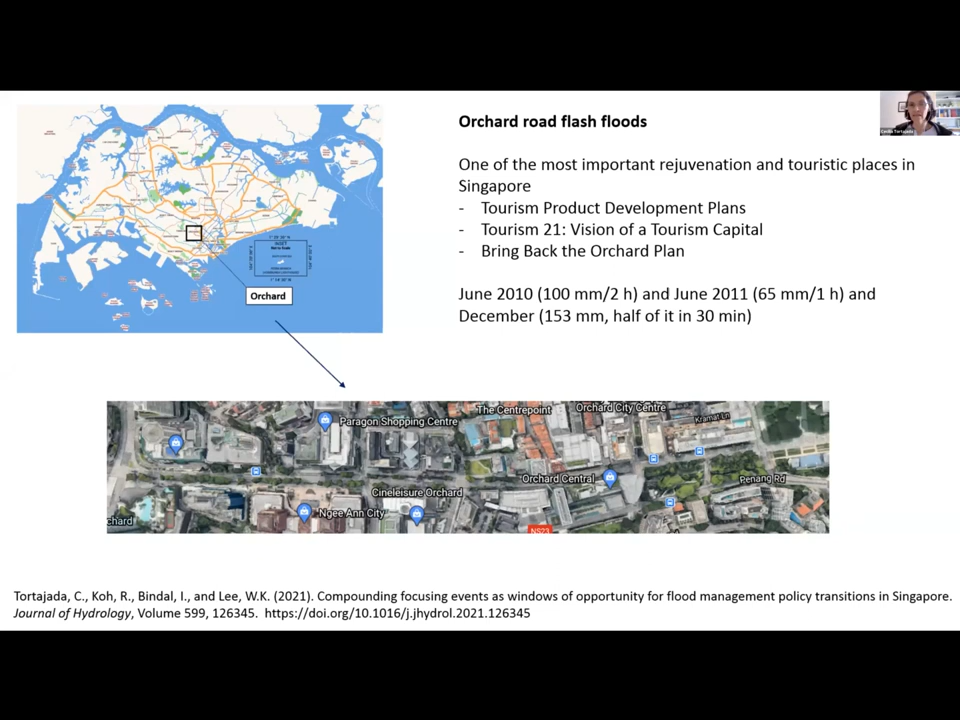 Orchard road flash floods
One of the most important rejuvenation and touristic places in
Singapore
- Tourism Product Development Plans
- Tourism 21: Vision of a Tourism Capital
- Bring Back the Orchard Plan
June 2010 (100 mm/2 h) and June 2011 (65 mm/1 h) and
December (153 mm, half of it in 30 min)
Orchard
Paragon Shopping Centre
The Centrepoint
Orchard City Centre
Kramat Ln
Cineleisure Orchard
Orchard Central
Penang Rd
Ngee Ann City
chard
NS23
Tortajada, C., Koh, R., Bindal, I., and Lee, W.K. (2021). Compounding focusing events as windows of opportunity for flood management policy transitions in Singapore.
Journal of Hydrology, Volume 599, 126345. https://doi.org/10.1016/j.jhydrol.2021.126345